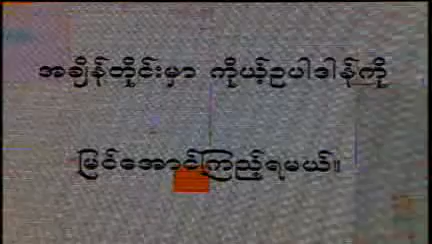 အချိန်တိုင်းမှာ ကိုယ့်ဥပါဒါန်ကို
မြင်အောင်ကြည့်ရမယ်။